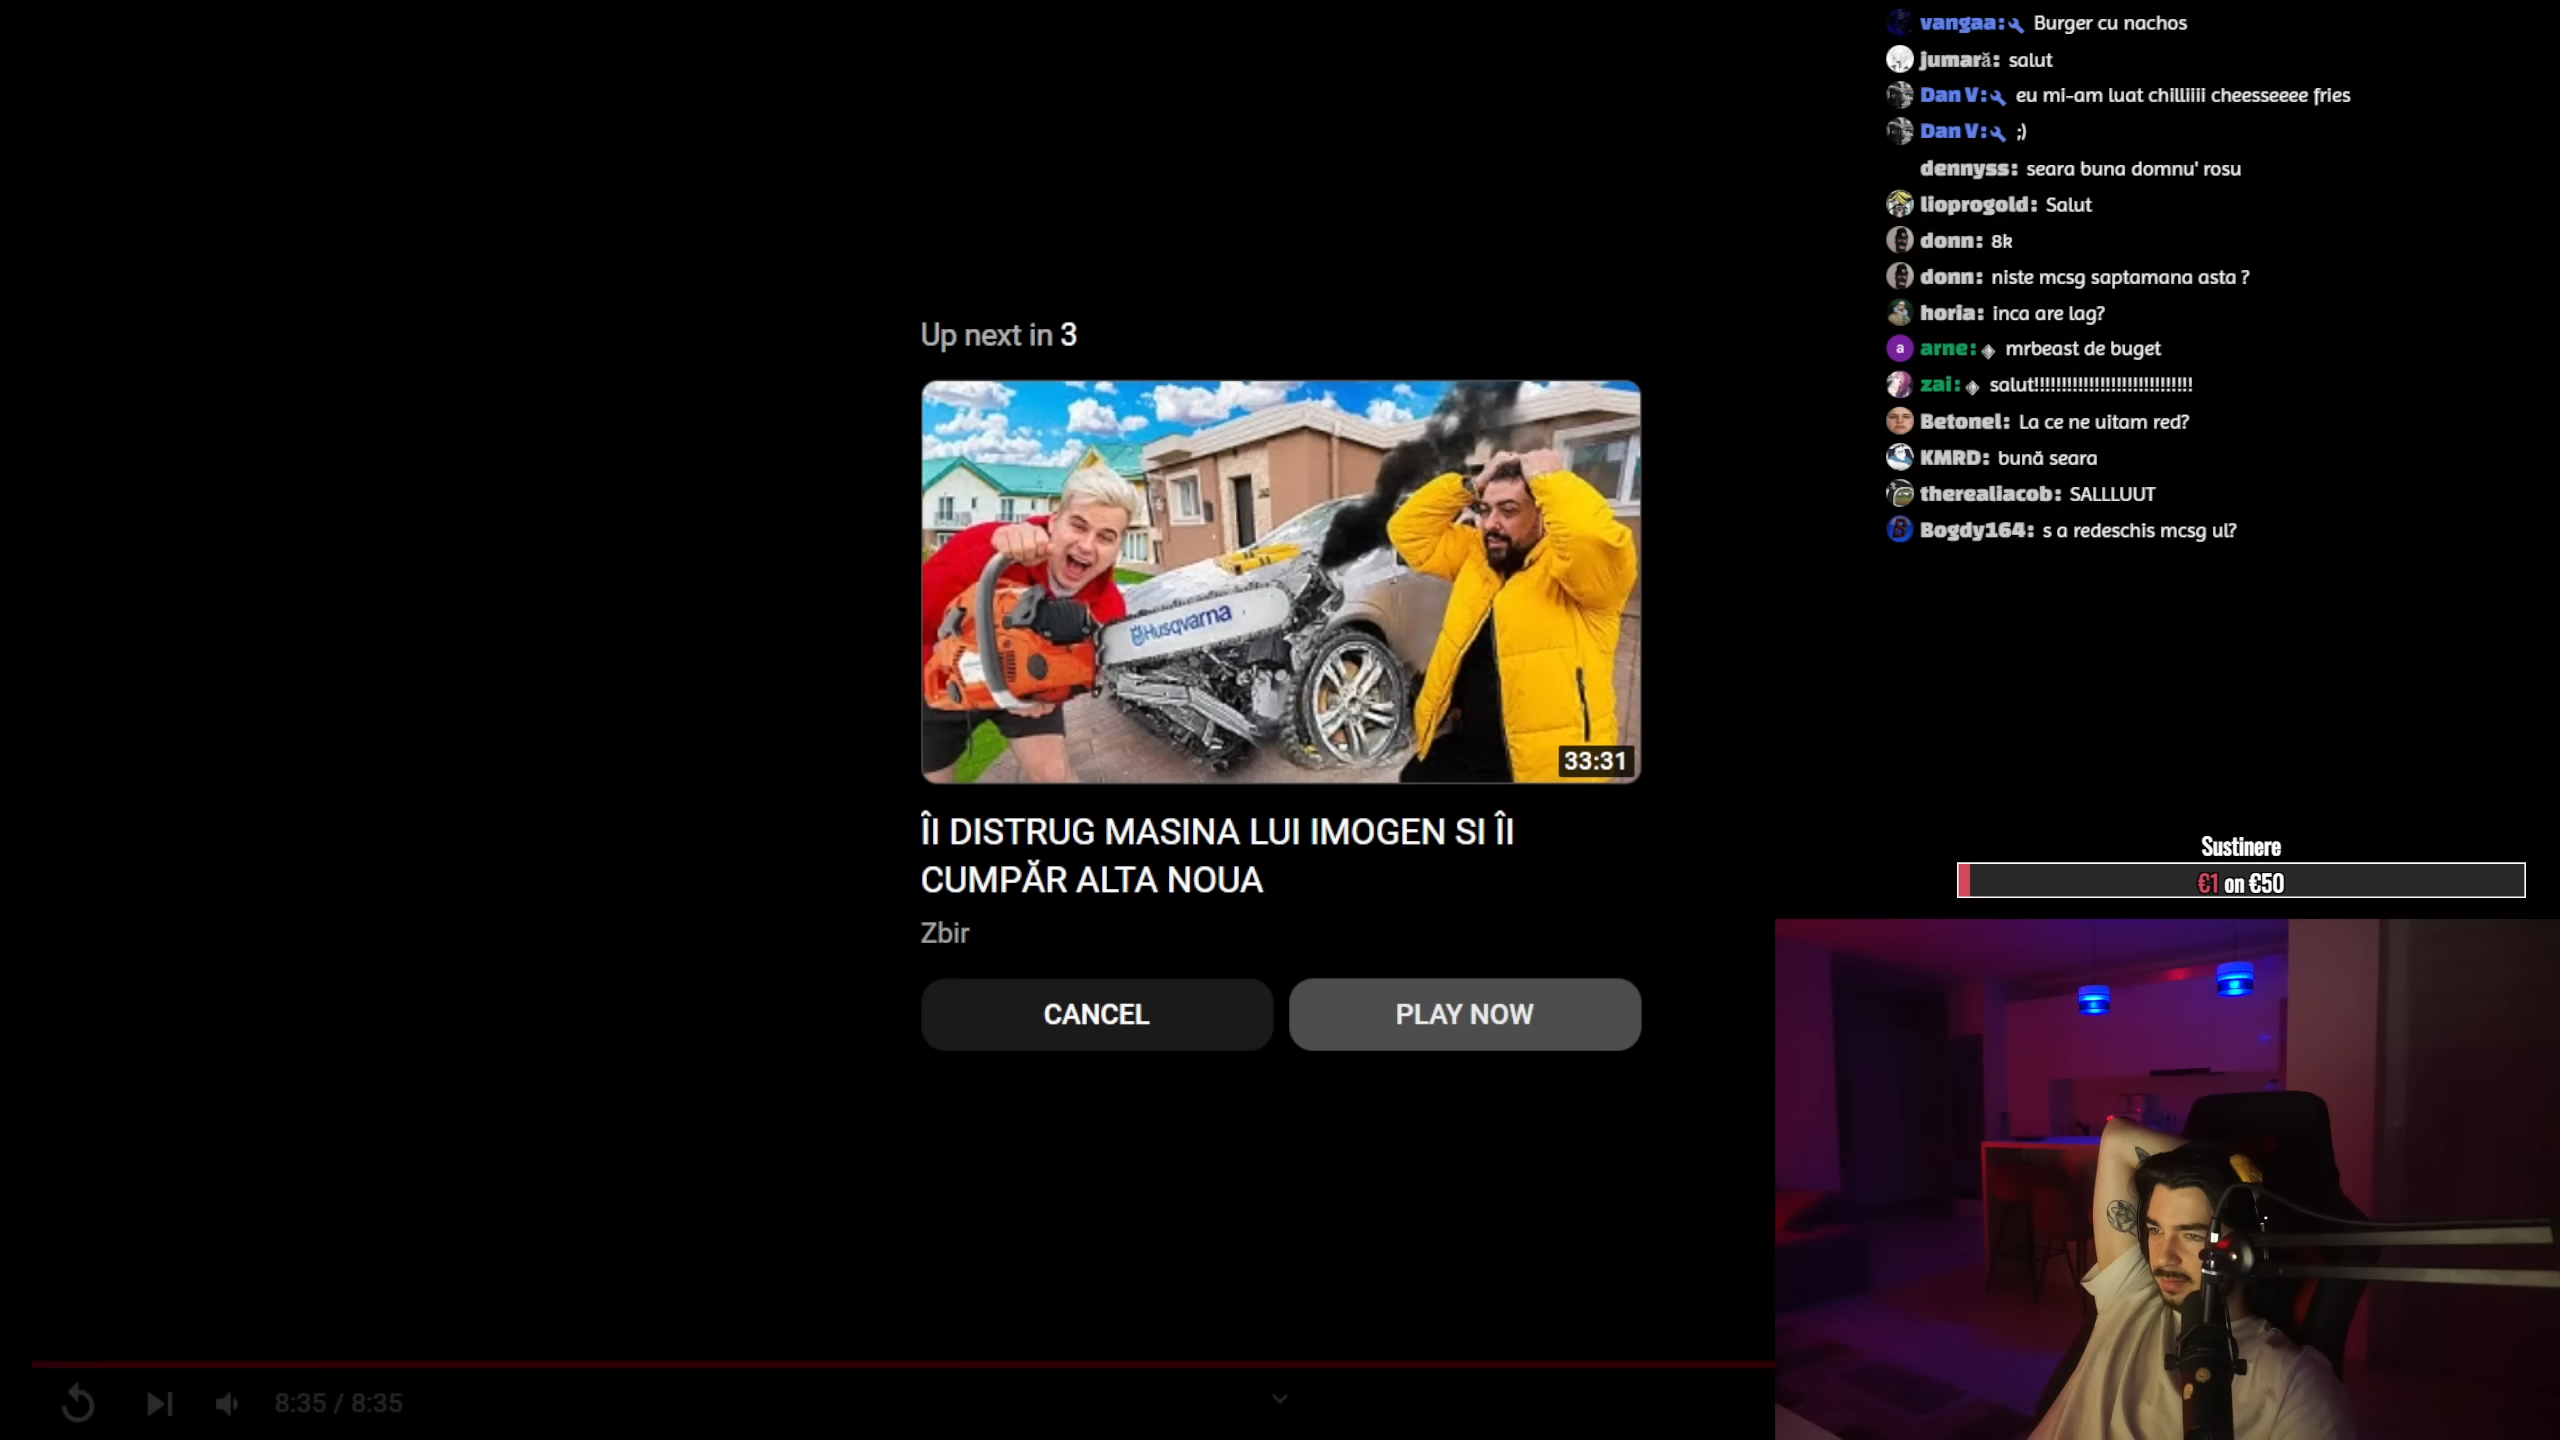 vangaa: Burger cu nachos
jumară: salut
Dan V: eu mi-am luat chilliiii cheesseeee fries
Dan V: ;)
dennyss: seara buna domnu' rosu
lioprogold: Salut
donn: 8k
donn: niste mcsg saptamana asta ?
horia: inca are lag?
a arne: mrbeast de buget
zai: salut!!!!!!!!!!!!!!!!!!!!!!!!!!!!!
Betonel: La ce ne uitam red?
KMRD: bună seara
therealiacob: SALLLUUT
Bogdy164: s a redeschis mcsg ul?
Up next in 3
Husqvarna
33:31
ÎI DISTRUG MASINA LUI IMOGEN SI ÎI
CUMPĂR ALTA NOUA
Zbir
CANCEL
PLAY NOW
Sustinere
€1 on €50
8:35 / 8:35